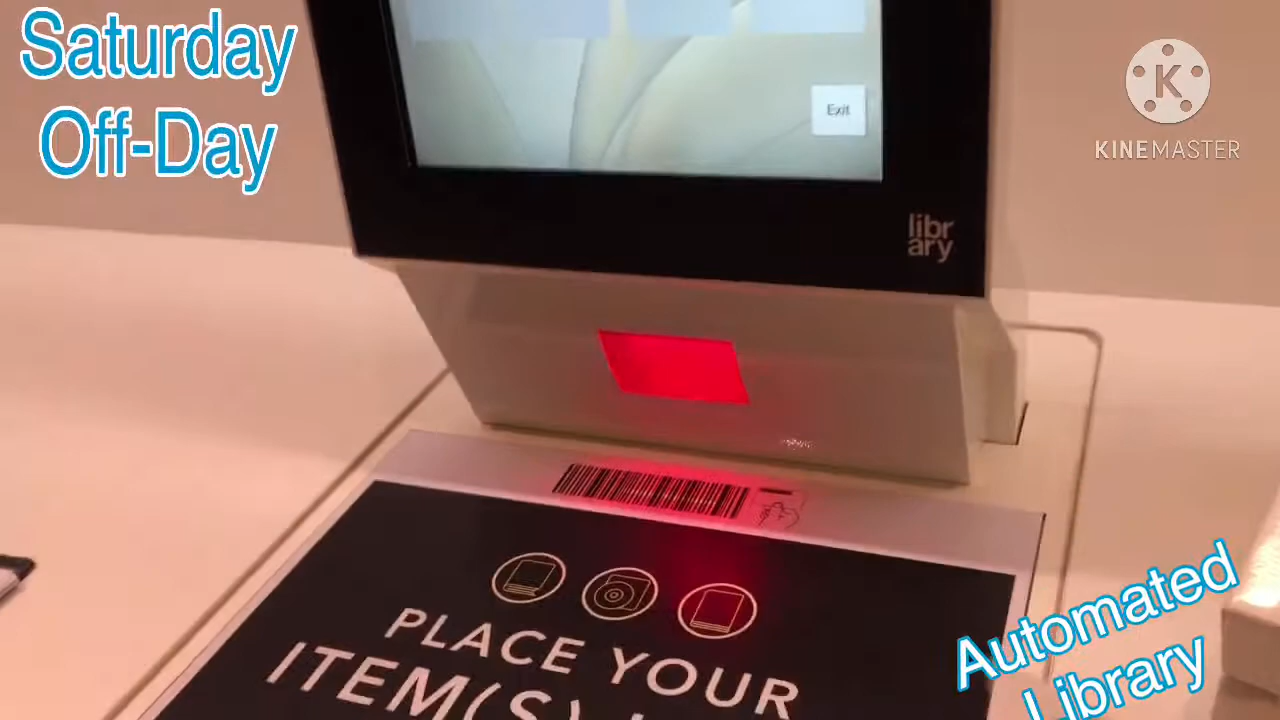 Saturday
Off-Day
KINEMASTER
Exit
libr
ary
PLACE YOUR
ITEM(S)
Automated
Library